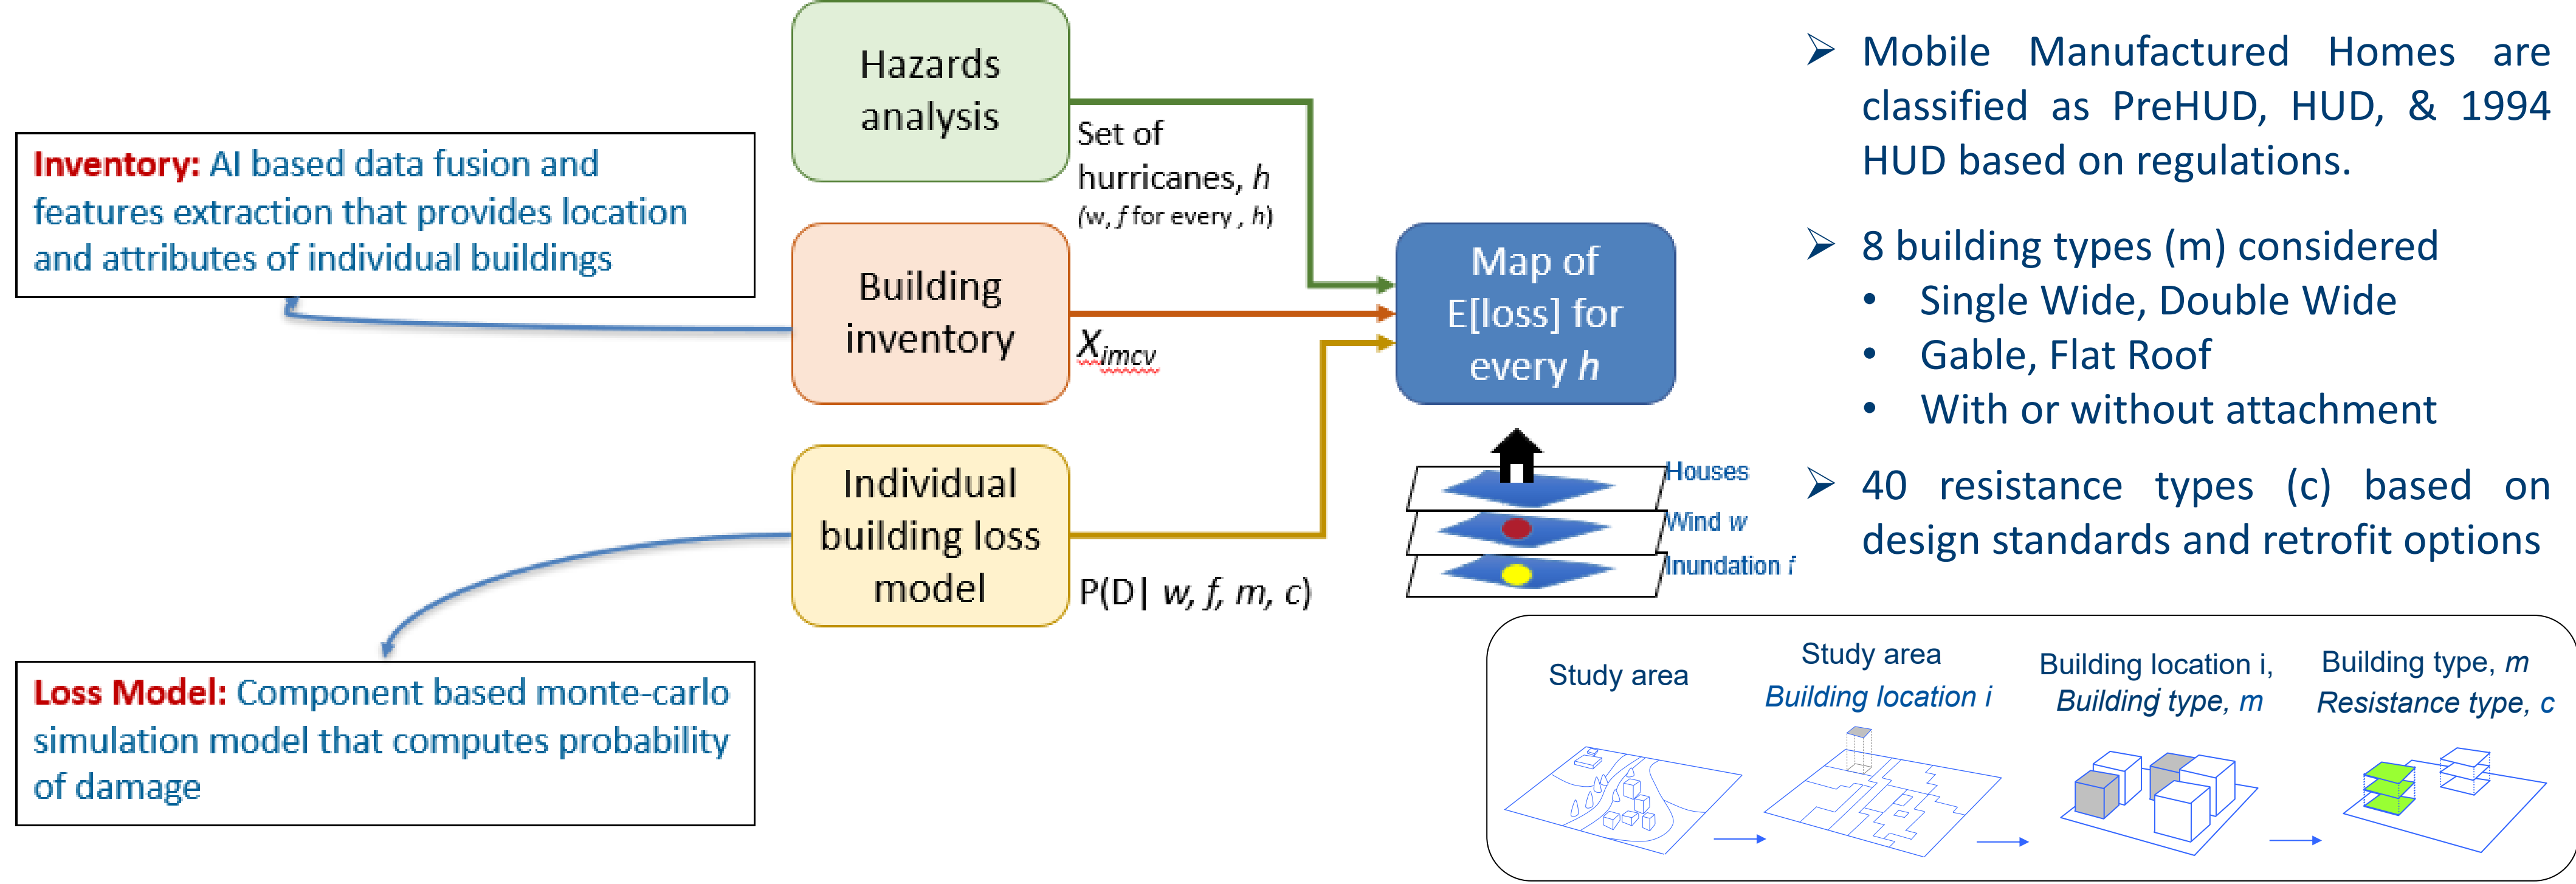 Hazards
analysis
Set of
hurricanes, h
(w, f for every , h)
Inventory: AI based data fusion and
features extraction that provides location
and attributes of individual buildings
Building
inventory
Ximcv
Individual
building loss
model
P(D| w, f, m, c)
Loss Model: Component based monte-carlo
simulation model that computes probability
of damage
Map of
E[loss] for
every h
Houses
Wind w
Inundation f
➢ Mobile Manufactured Homes are
classified as PreHUD, HUD, & 1994
HUD based on regulations.
➢ 8 building types (m) considered
• Single Wide, Double Wide
• Gable, Flat Roof
• With or without attachment
➢ 40 resistance types (c) based on
design standards and retrofit options
Study area
Study area
Building location i
Building location i,
Building type, m
Building type, m
Resistance type, c